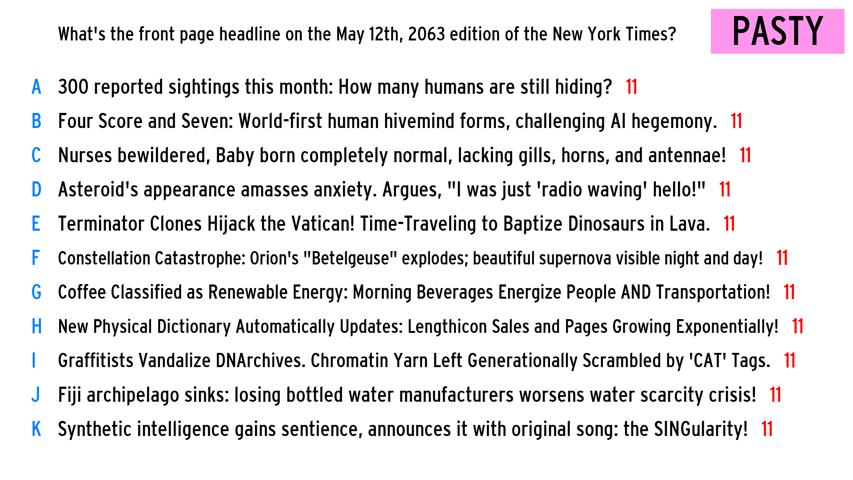 What's the front page headline on the May 12th, 2063 edition of the New York Times?
PASTY
A 300 reported sightings this month: How many humans are still hiding? 11
B Four Score and Seven: World-first human hivemind forms, challenging AI hegemony. 11
C Nurses bewildered, Baby born completely normal, lacking gills, horns, and antennae! 11
D Asteroid's appearance amasses anxiety. Argues, "I was just 'radio waving' hello!" 11
E Terminator Clones Hijack the Vatican! Time-Traveling to Baptize Dinosaurs in Lava. 11
F Constellation Catastrophe: Orion's "Betelgeuse" explodes; beautiful supernova visible night and day! 11
G Coffee Classified as Renewable Energy: Morning Beverages Energize People AND Transportation! 11
H New Physical Dictionary Automatically Updates: Lengthicon Sales and Pages Growing Exponentially! 11
I Graffitists Vandalize DNArchives. Chromatin Yarn Left Generationally Scrambled by 'CAT' Tags. 11
J Fiji archipelago sinks: losing bottled water manufacturers worsens water scarcity crisis! 11
K Synthetic intelligence gains sentience, announces it with original song: the SINGularity! 11